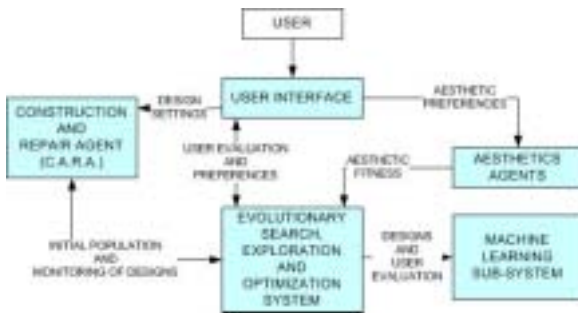 USER
DESIGN
SETTINGS
USER INTERFACE
AESTHETIC
PREFERENCES
CONSTRUCTION
AND
REPAIR AGENT
(C.A.R.A.)
USER EVALUATION
AND
PREFERENCES
AESTHETIC
FITNESS
AESTHETICS
AGENTS
INITIAL POPULATION
AND
MONITORING OF DESIGNS
EVOLUTIONARY
SEARCH,
EXPLORATION
AND
OPTIMIZATION
SYSTEM
DESIGNS
AND
USER
EVALUATION
MACHINE
LEARNING
SUB-SYSTEM